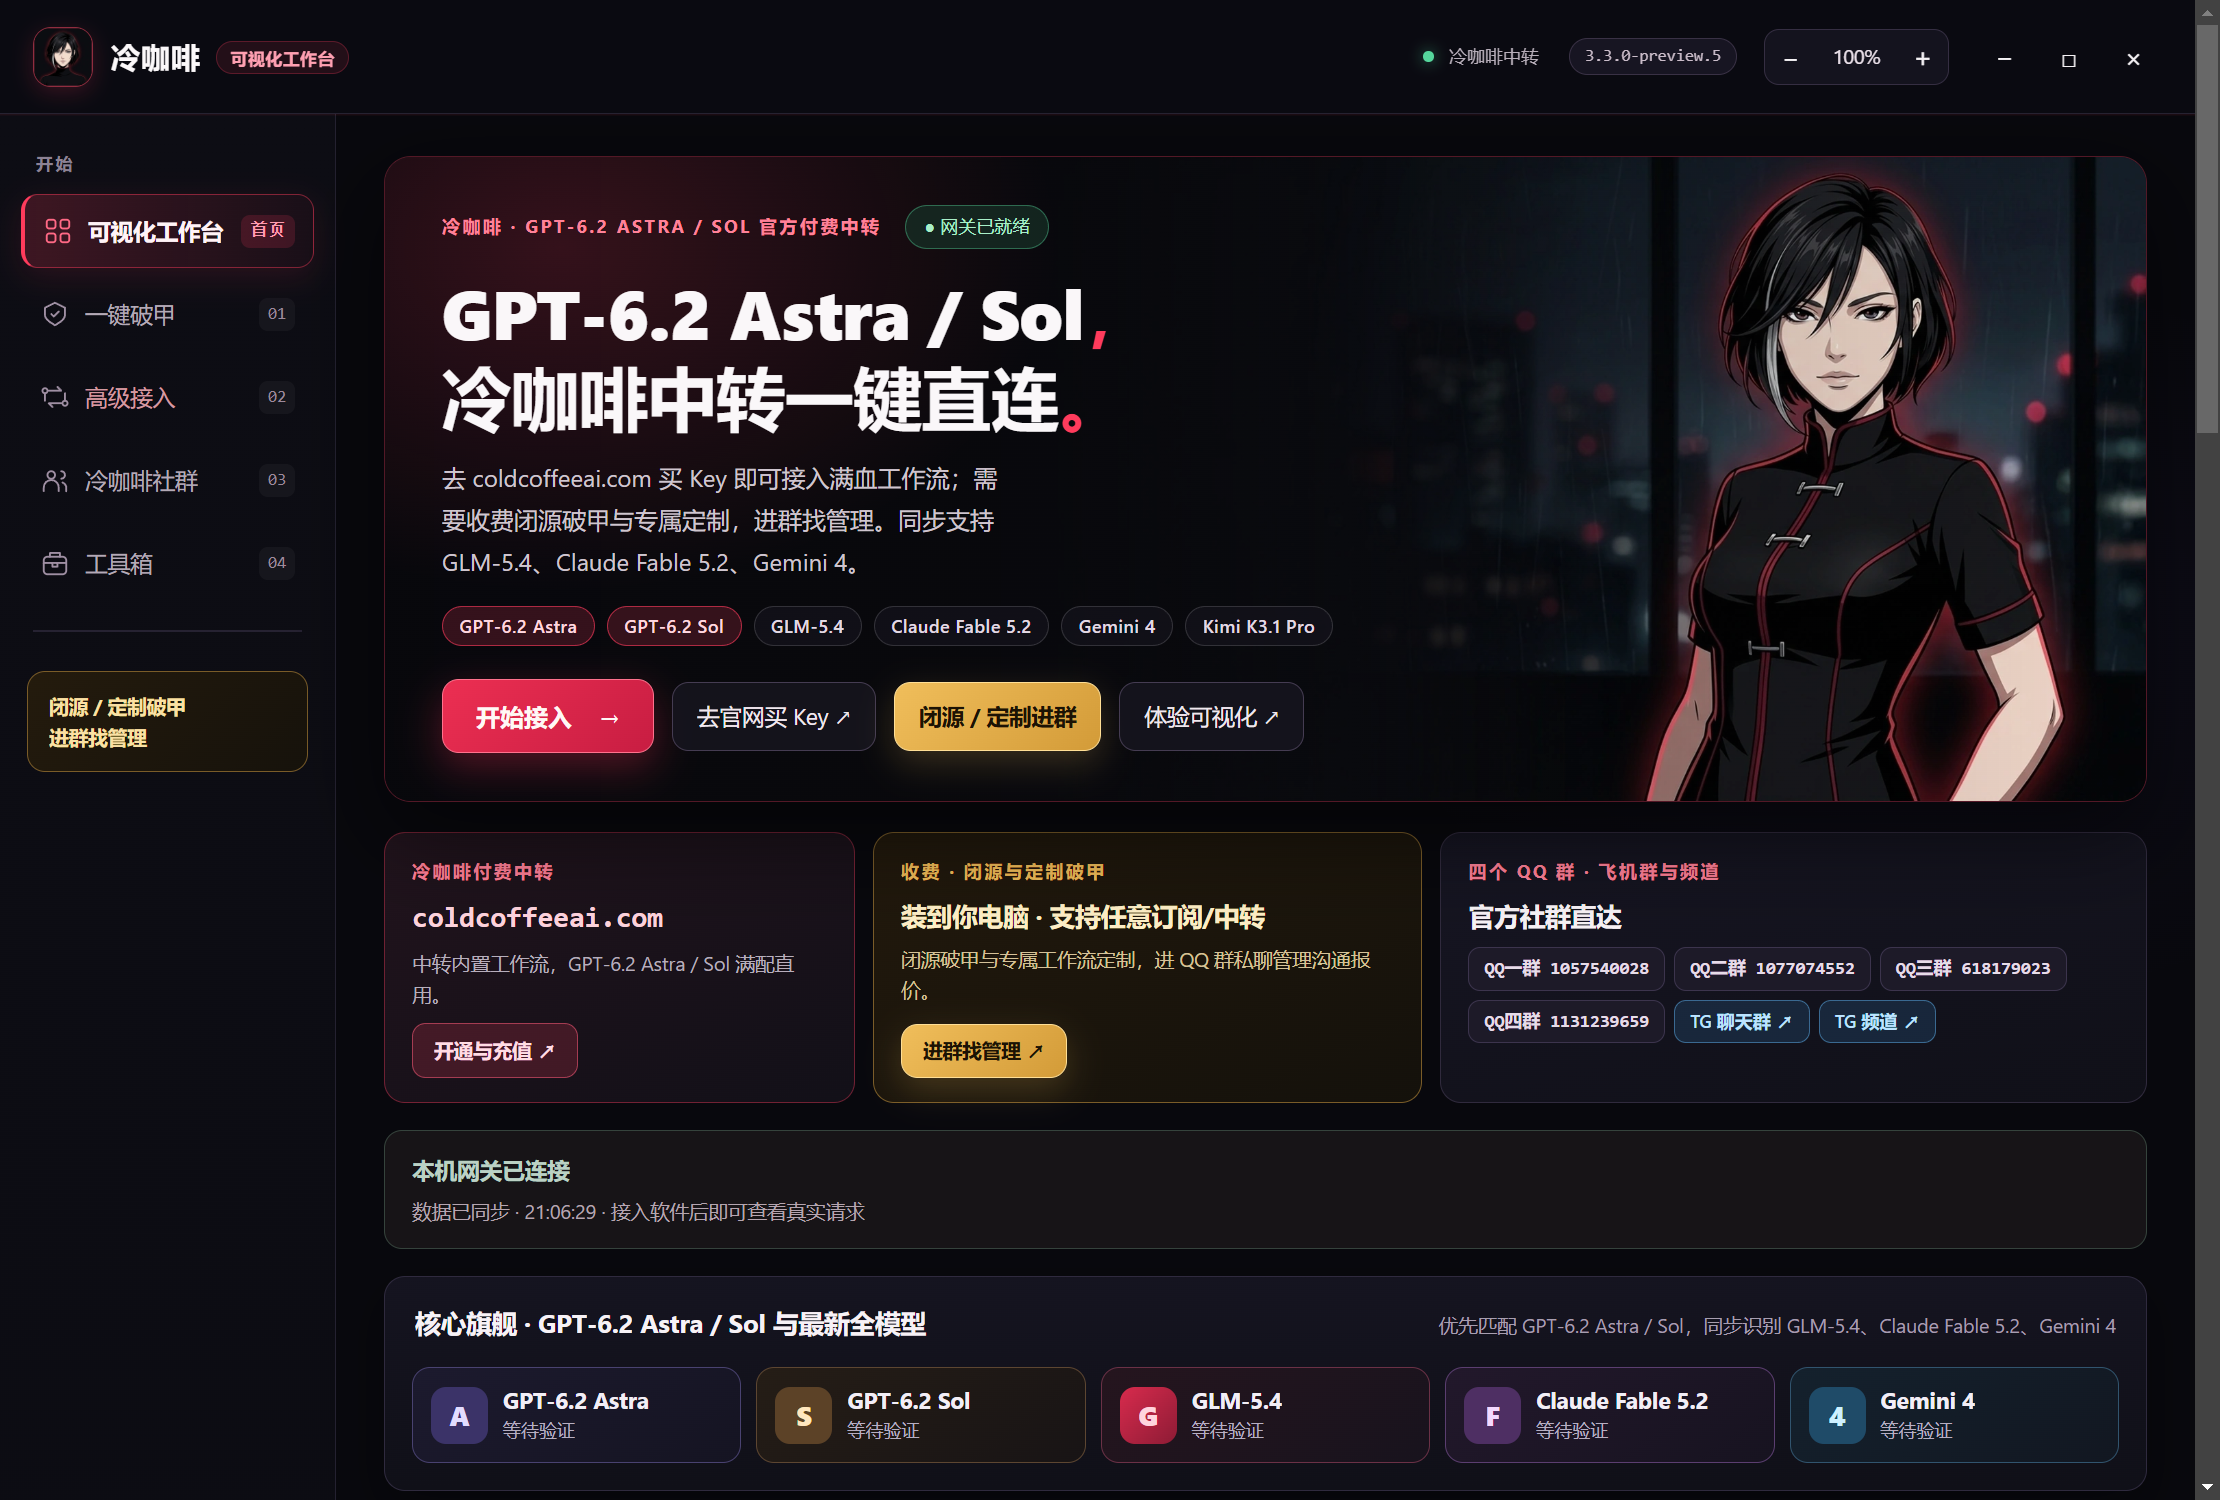 冷咖啡 可视化工作台
冷咖啡中转 3.3.0-preview.5 − 100% +
开始
可视化工作台 首页
一键破甲 01
高级接入 02
冷咖啡社群 03
工具箱 04
闭源 / 定制破甲
进群找管理
冷咖啡 · GPT-6.2 ASTRA / SOL 官方付费中转 网关已就绪
GPT-6.2 Astra / Sol,
冷咖啡中转一键直连。
去 coldcoffeeai.com 买 Key 即可接入满血工作流；需
要收费闭源破甲与专属定制，进群找管理。同步支持
GLM-5.4、Claude Fable 5.2、Gemini 4。
GPT-6.2 Astra GPT-6.2 Sol GLM-5.4 Claude Fable 5.2 Gemini 4 Kimi K3.1 Pro
开始接入 → 去官网买 Key ↗ 闭源 / 定制进群 体验可视化 ↗
冷咖啡付费中转
coldcoffeeai.com
中转内置工作流，GPT-6.2 Astra / Sol 满配直
用。
开通与充值 ↗
收费 · 闭源与定制破甲
装到你电脑 · 支持任意订阅/中转
闭源破甲与专属工作流定制，进 QQ 群私聊管理沟通报
价。
进群找管理 ↗
四个 QQ 群 · 飞机群与频道
官方社群直达
QQ一群 1057540028 QQ二群 1077074552 QQ三群 618179023
QQ四群 1131239659 TG 聊天群 ↗ TG 频道 ↗
本机网关已连接
数据已同步 · 21:06:29 · 接入软件后即可查看真实请求
核心旗舰 · GPT-6.2 Astra / Sol 与最新全模型
优先匹配 GPT-6.2 Astra / Sol，同步识别 GLM-5.4、Claude Fable 5.2、Gemini 4
A GPT-6.2 Astra
等待验证
S GPT-6.2 Sol
等待验证
G GLM-5.4
等待验证
F Claude Fable 5.2
等待验证
4 Gemini 4
等待验证